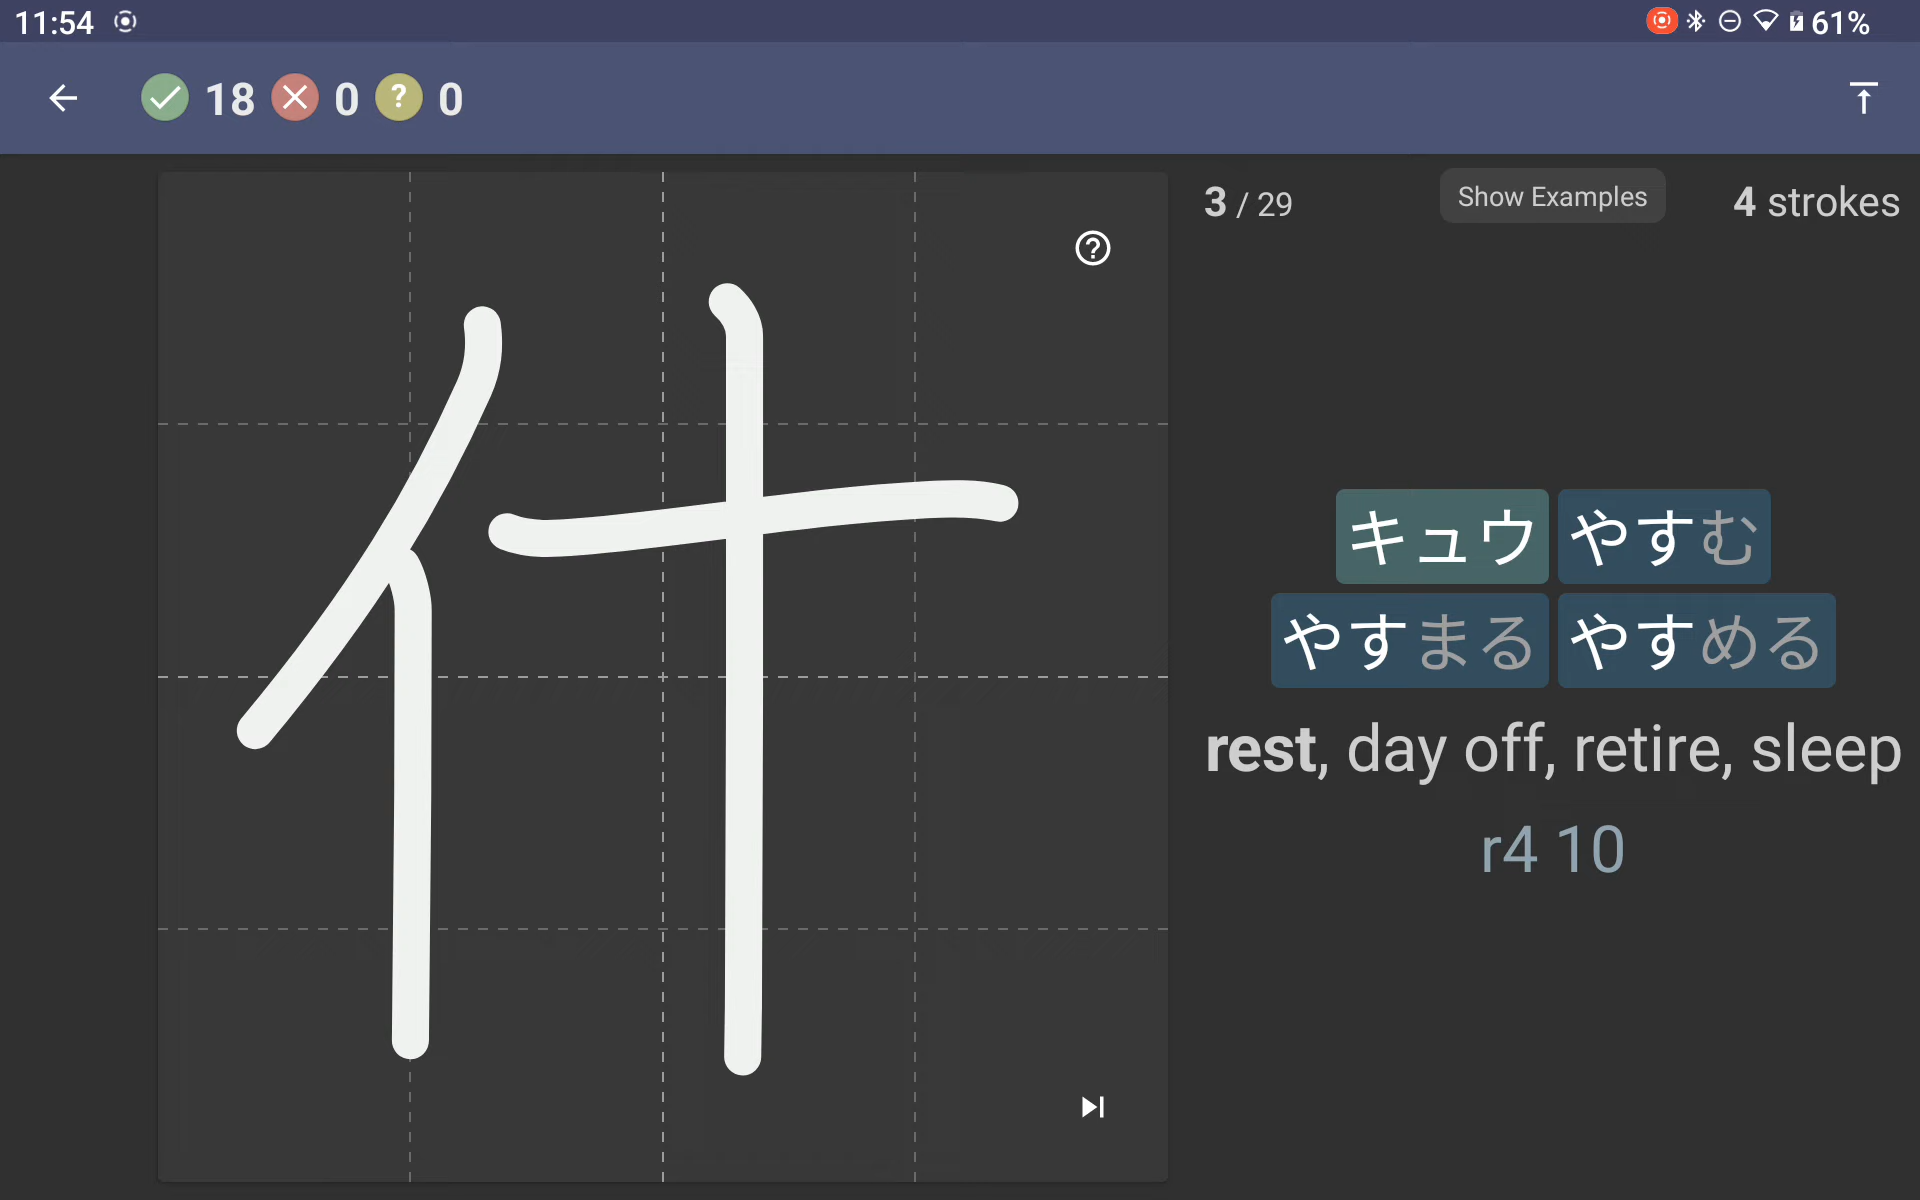 11:54 61%
18 0 ? 0
3 / 29 Show Examples 4 strokes
什
キュウ やすむ
やすまる やすめる
rest, day off, retire, sleep
r4 10